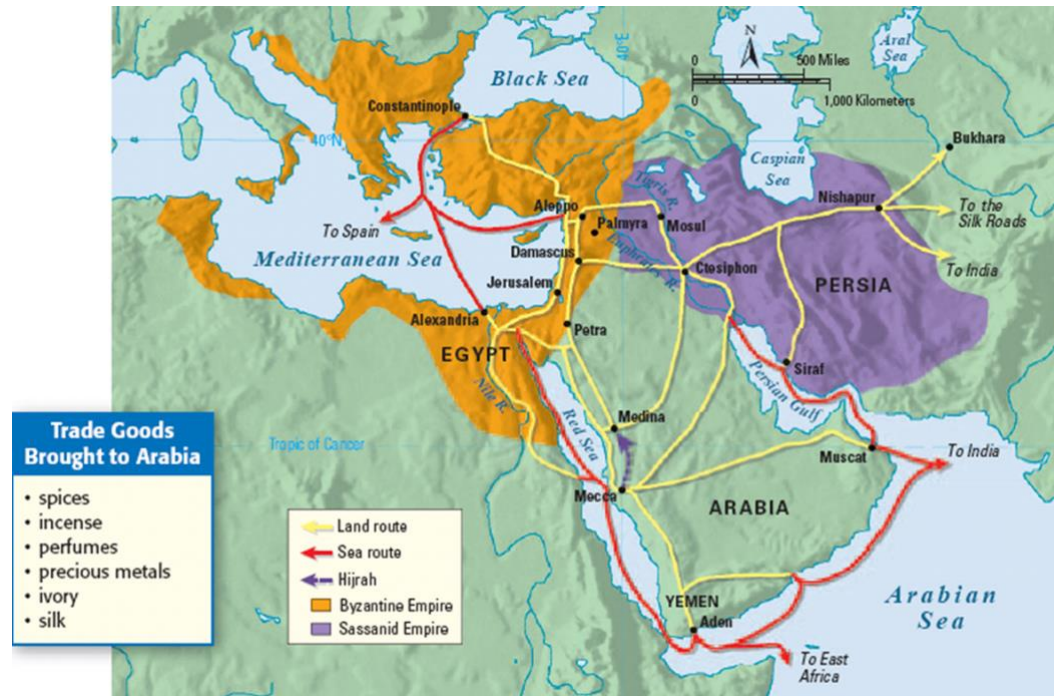 N
0
500 Miles
0
1,000 Kilometers
40°E
Aral
Sea
Black Sea
Constantinople
40°N
Caspian
Sea
Bukhara
Nishapur
To the
Silk Roads
To India
Tigris R.
Aleppo
Palmyra
Mosul
To Spain
Mediterranean Sea
Damascus
Euphrates R.
Ctesiphon
PERSIA
Jerusalem
Alexandria
Petra
EGYPT
Siraf
Nile R.
Persian Gulf
Red Sea
Medina
Tropic of Cancer
Muscat
To India
Mecca
ARABIA
YEMEN
Aden
Arabian
Sea
To East
Africa
Trade Goods
Brought to Arabia
• spices
• incense
• perfumes
• precious metals
• ivory
• silk
Land route
Sea route
Hijrah
Byzantine Empire
Sassanid Empire